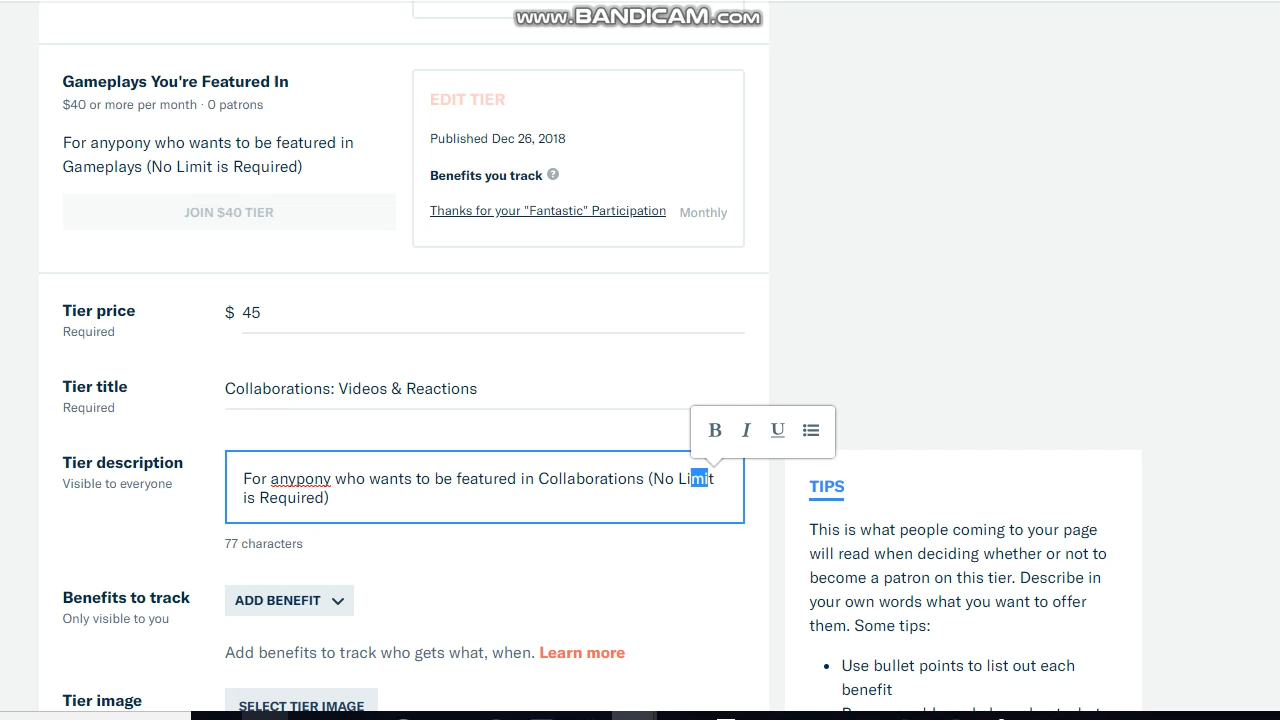 www.BANDICAM.com
Gameplays You're Featured In
$40 or more per month · 0 patrons
For anypony who wants to be featured in
Gameplays (No Limit is Required)
JOIN $40 TIER
EDIT TIER
Published Dec 26, 2018
Benefits you track ?
Thanks for your "Fantastic" Participation Monthly
Tier price
Required
$ 45
Tier title
Required
Collaborations: Videos & Reactions
B I U
Tier description
Visible to everyone
For anypony who wants to be featured in Collaborations (No Limit
is Required)
77 characters
Benefits to track
Only visible to you
ADD BENEFIT
Add benefits to track who gets what, when. Learn more
Tier image
SELECT TIER IMAGE
TIPS
This is what people coming to your page
will read when deciding whether or not to
become a patron on this tier. Describe in
your own words what you want to offer
them. Some tips:
• Use bullet points to list out each
benefit